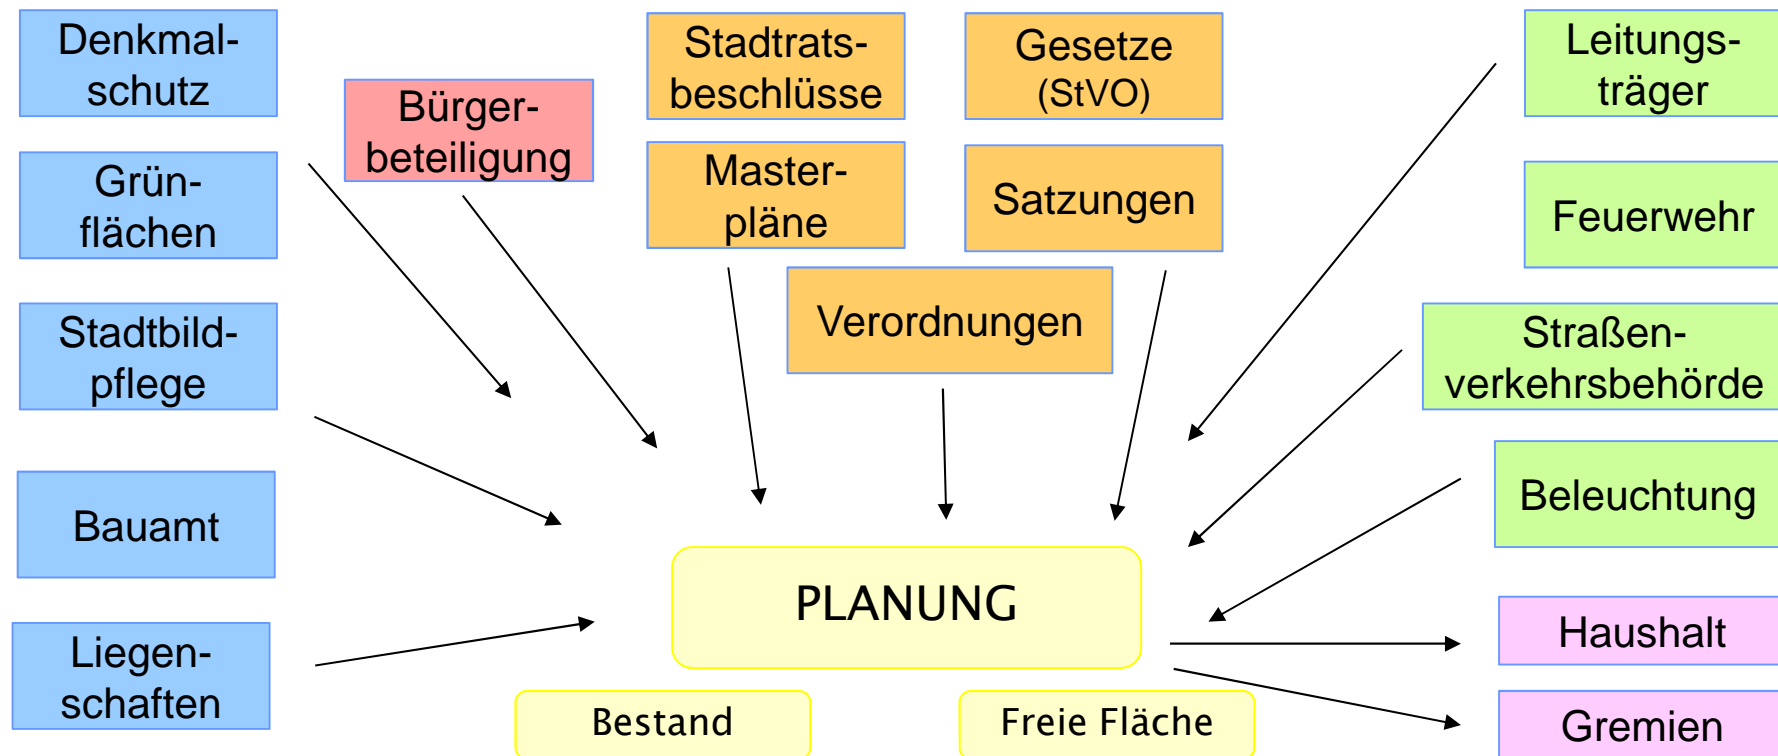 Denkmal-
schutz
Grün-
flächen
Stadtbild-
pflege
Bauamt
Liegen-
schaften
Bürger-
beteiligung
Stadtrats-
beschlüsse
Gesetze
(StVO)
Master-
pläne
Satzungen
Verordnungen
Leitungs-
träger
Feuerwehr
Straßen-
verkehrsbehörde
Beleuchtung
Haushalt
Gremien
PLANUNG
Bestand
Freie Fläche